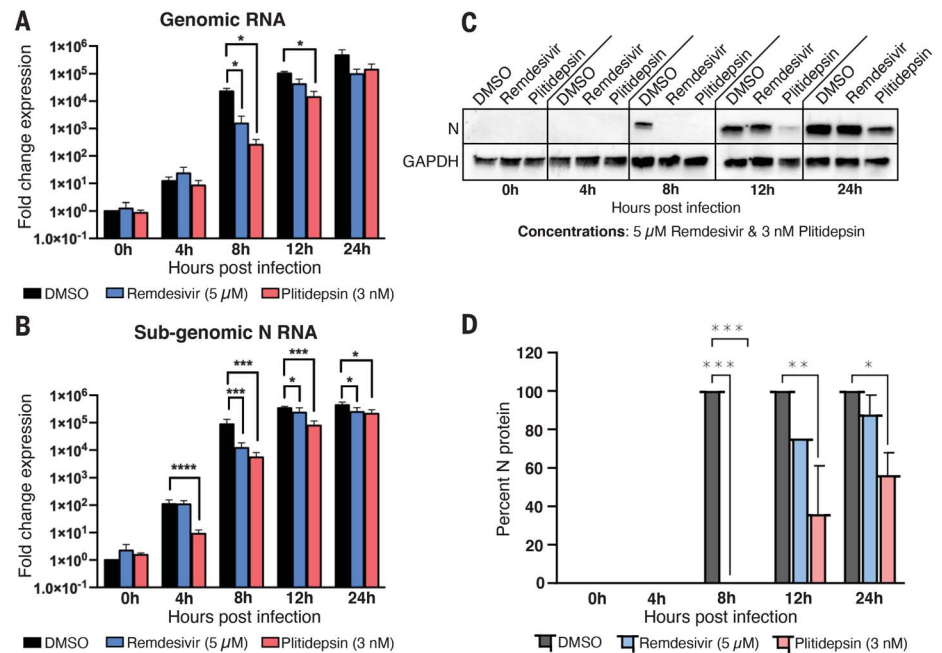 A
Genomic RNA
Fold change expression
1×10⁶
1×10⁵
1×10⁴
1×10³
1×10²
1×10¹
1×10⁰
1.0×10⁻¹
*
*
*
0h 4h 8h 12h 24h
Hours post infection
DMSO Remdesivir (5 µM) Plitidepsin (3 nM)
B
Sub-genomic N RNA
Fold change expression
1×10⁶
1×10⁵
1×10⁴
1×10³
1×10²
1×10¹
1×10⁰
1.0×10⁻¹
****
***
***
***
*
*
*
0h 4h 8h 12h 24h
Hours post infection
DMSO Remdesivir (5 µM) Plitidepsin (3 nM)
C
DMSO Remdesivir Plitidepsin DMSO Remdesivir Plitidepsin DMSO Remdesivir Plitidepsin DMSO Remdesivir Plitidepsin DMSO Remdesivir Plitidepsin
N
GAPDH
0h 4h 8h 12h 24h
Hours post infection
Concentrations: 5 µM Remdesivir & 3 nM Plitidepsin
D
Percent N protein
120
100
80
60
40
20
0
***
***
**
*
0h 4h 8h 12h 24h
Hours post infection
DMSO Remdesivir (5 µM) Plitidepsin (3 nM)